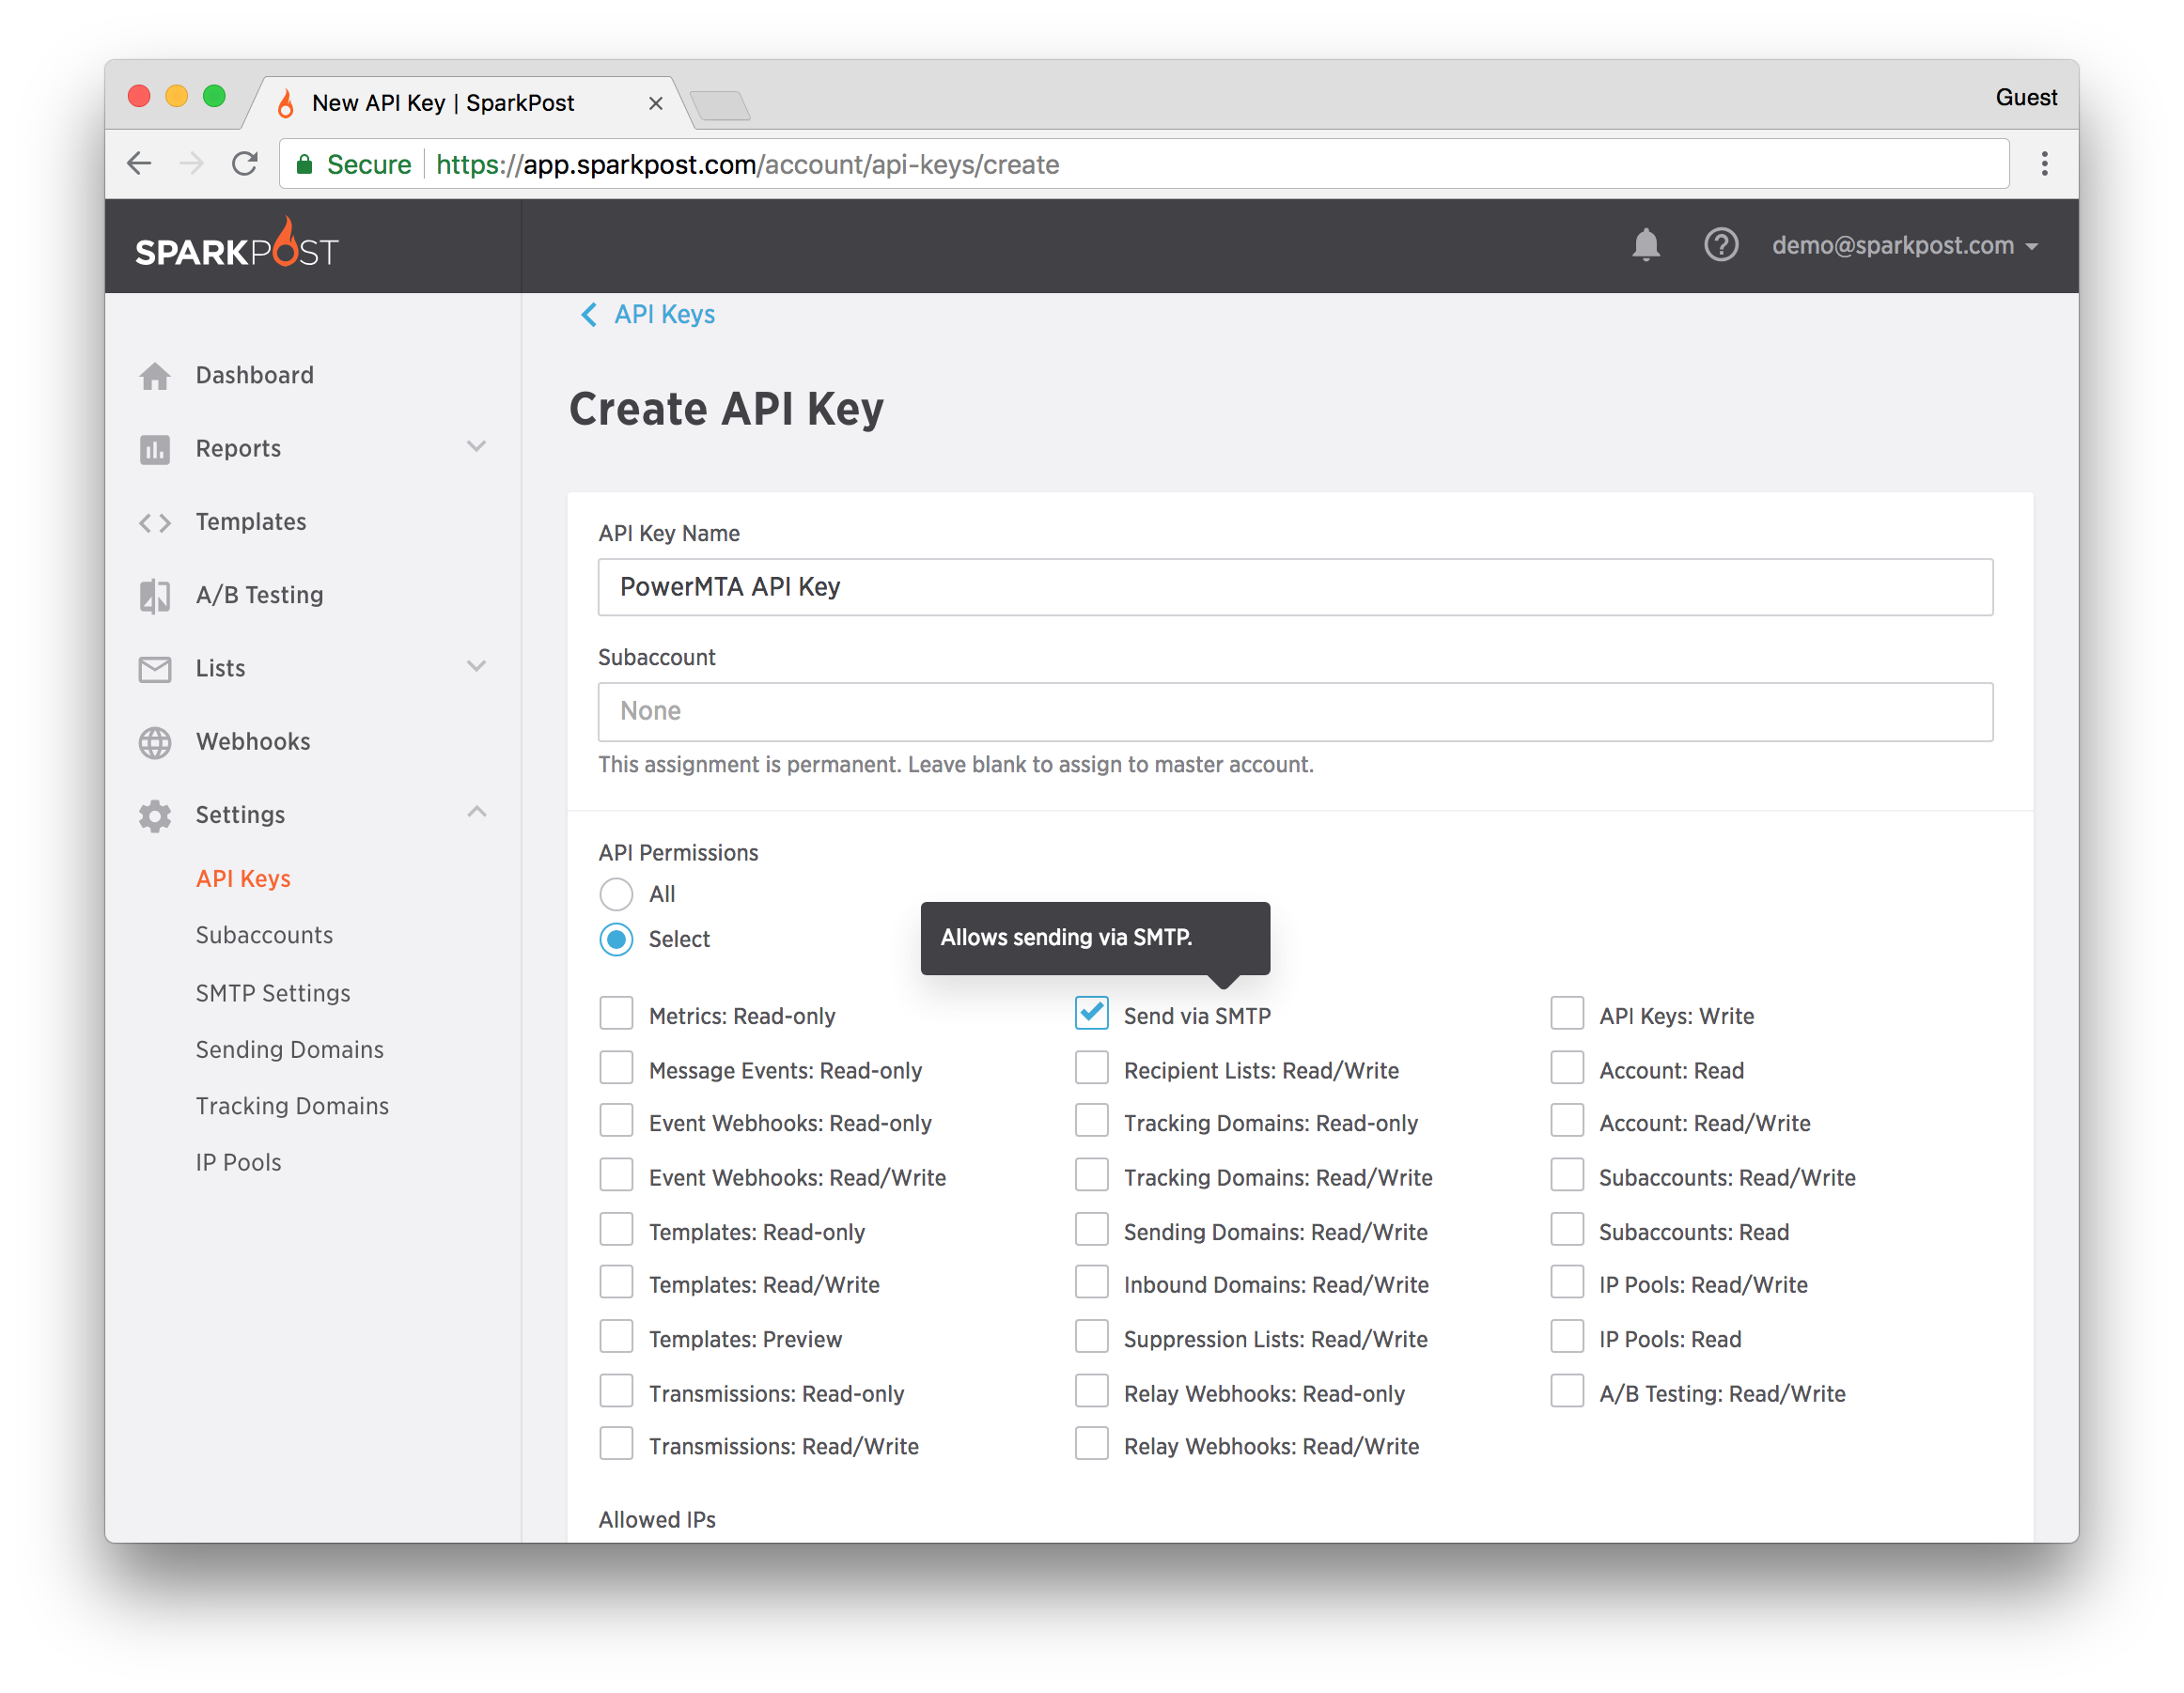 New API Key | SparkPost
Guest
Secure https://app.sparkpost.com/account/api-keys/create
SPARKPOST
demo@sparkpost.com
API Keys
Dashboard
Reports
Templates
A/B Testing
Lists
Webhooks
Settings
API Keys
Subaccounts
SMTP Settings
Sending Domains
Tracking Domains
IP Pools
Create API Key
API Key Name
PowerMTA API Key
Subaccount
None
This assignment is permanent. Leave blank to assign to master account.
API Permissions
All
Select
Allows sending via SMTP.
Metrics: Read-only
Message Events: Read-only
Event Webhooks: Read-only
Event Webhooks: Read/Write
Templates: Read-only
Templates: Read/Write
Templates: Preview
Transmissions: Read-only
Transmissions: Read/Write
Send via SMTP
Recipient Lists: Read/Write
Tracking Domains: Read-only
Tracking Domains: Read/Write
Sending Domains: Read/Write
Inbound Domains: Read/Write
Suppression Lists: Read/Write
Relay Webhooks: Read-only
Relay Webhooks: Read/Write
API Keys: Write
Account: Read
Account: Read/Write
Subaccounts: Read/Write
Subaccounts: Read
IP Pools: Read/Write
IP Pools: Read
A/B Testing: Read/Write
Allowed IPs